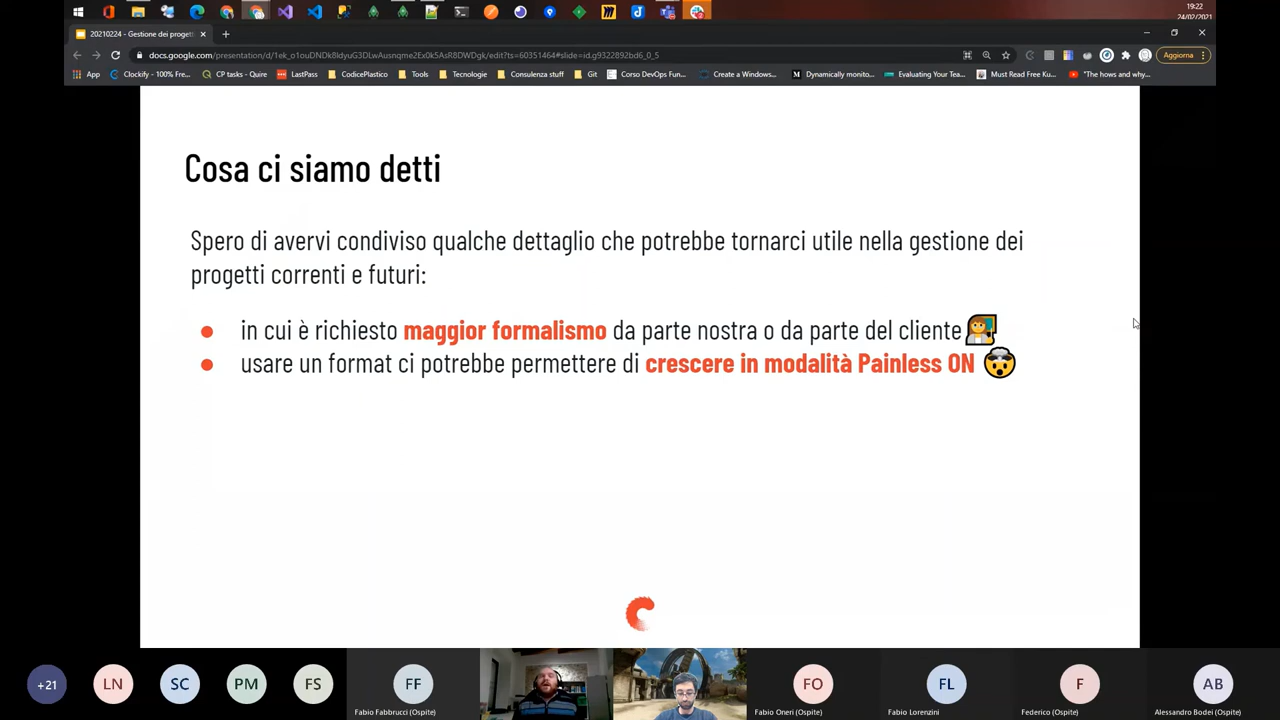 19:22
24/02/2021
20210224 - Gestione dei progett
docs.google.com/presentation/d/1ek_o1ouDNDk8ldyuG3DLwAusnqme2Ex0k5AsR8DWDgk/edit?ts=60351464#slide=id.g9322892bd6_0_5
Aggiorna
App Clockify - 100% Fre... CP tasks - Quire LastPass CodicePlastico Tools Tecnologie Consulenza stuff Git Corso DevOps Fun... Create a Windows... Dynamically monito... Evaluating Your Tea... Must Read Free Ku... "The hows and why...
Cosa ci siamo detti
Spero di avervi condiviso qualche dettaglio che potrebbe tornarci utile nella gestione dei
progetti correnti e futuri:
● in cui è richiesto maggior formalismo da parte nostra o da parte del cliente
● usare un format ci potrebbe permettere di crescere in modalità Painless ON
+21 LN SC PM FS FF FO FL F AB
Fabio Fabbrucci (Ospite) Fabio Oneri (Ospite) Fabio Lorenzini Federico (Ospite) Alessandro Bodei (Ospite)